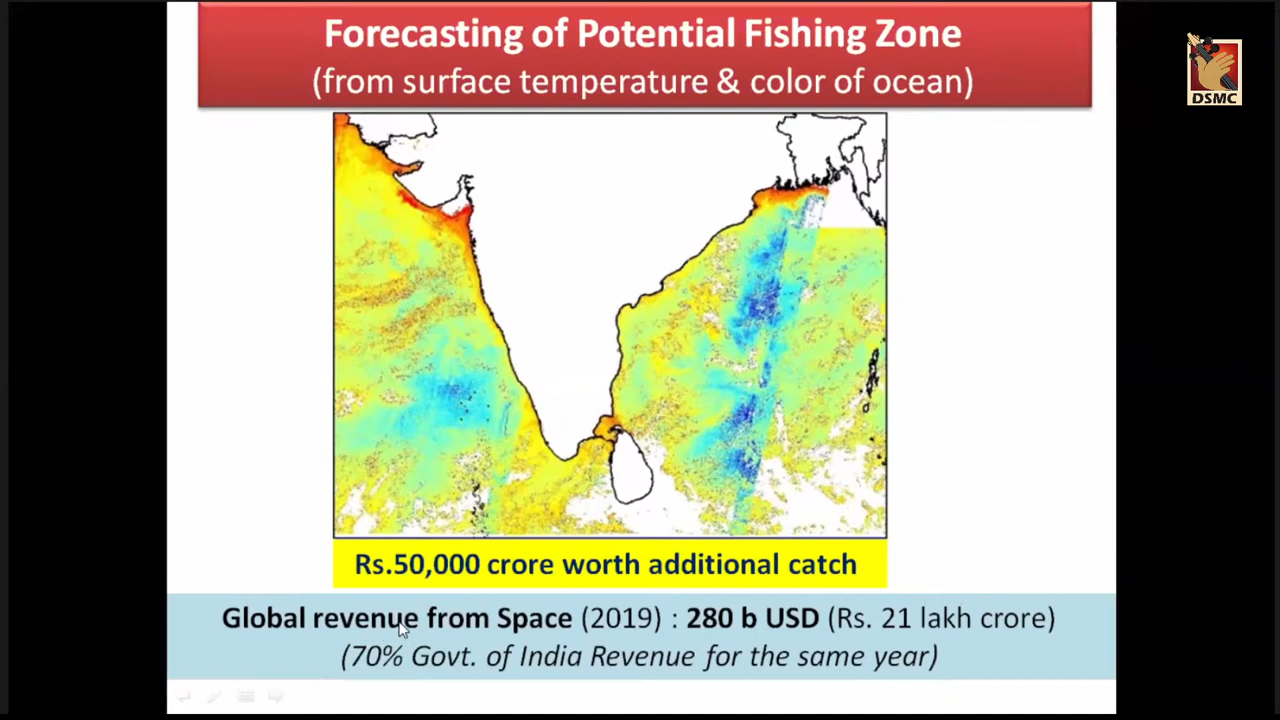 Forecasting of Potential Fishing Zone
(from surface temperature & color of ocean)
DSMC
Rs.50,000 crore worth additional catch
Global revenue from Space (2019) : 280 b USD (Rs. 21 lakh crore)
(70% Govt. of India Revenue for the same year)